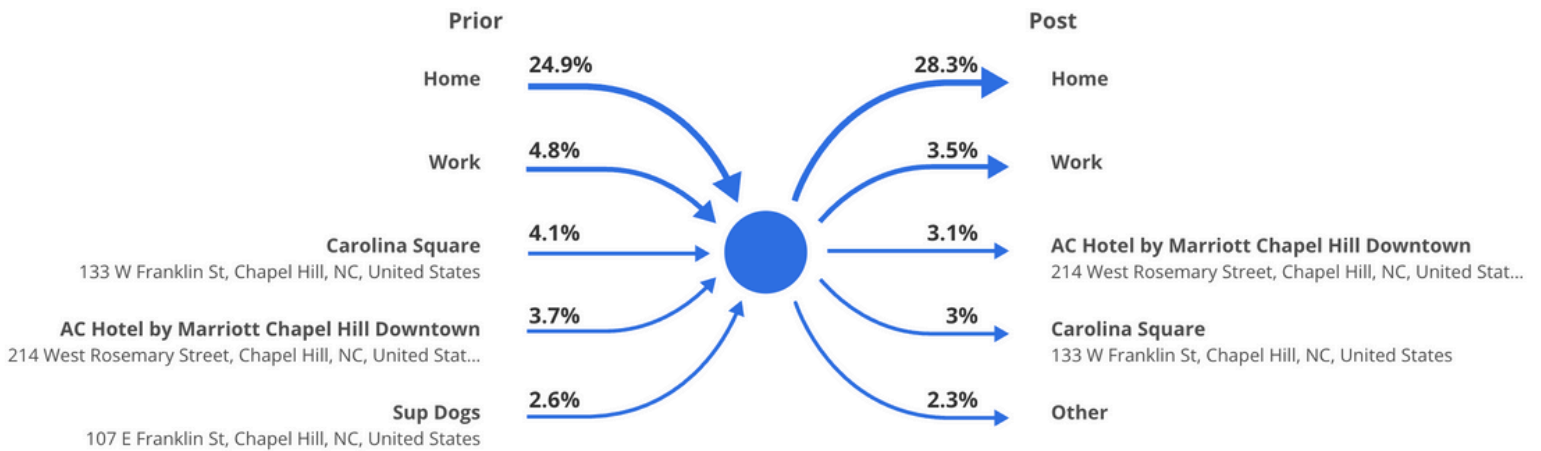 Prior
Post
24.9%
Home
4.8%
Work
4.1%
Carolina Square
133 W Franklin St, Chapel Hill, NC, United States
3.7%
AC Hotel by Marriott Chapel Hill Downtown
214 West Rosemary Street, Chapel Hill, NC, United Stat...
2.6%
Sup Dogs
107 E Franklin St, Chapel Hill, NC, United States
28.3%
Home
3.5%
Work
3.1%
AC Hotel by Marriott Chapel Hill Downtown
214 West Rosemary Street, Chapel Hill, NC, United Stat...
3%
Carolina Square
133 W Franklin St, Chapel Hill, NC, United States
2.3%
Other